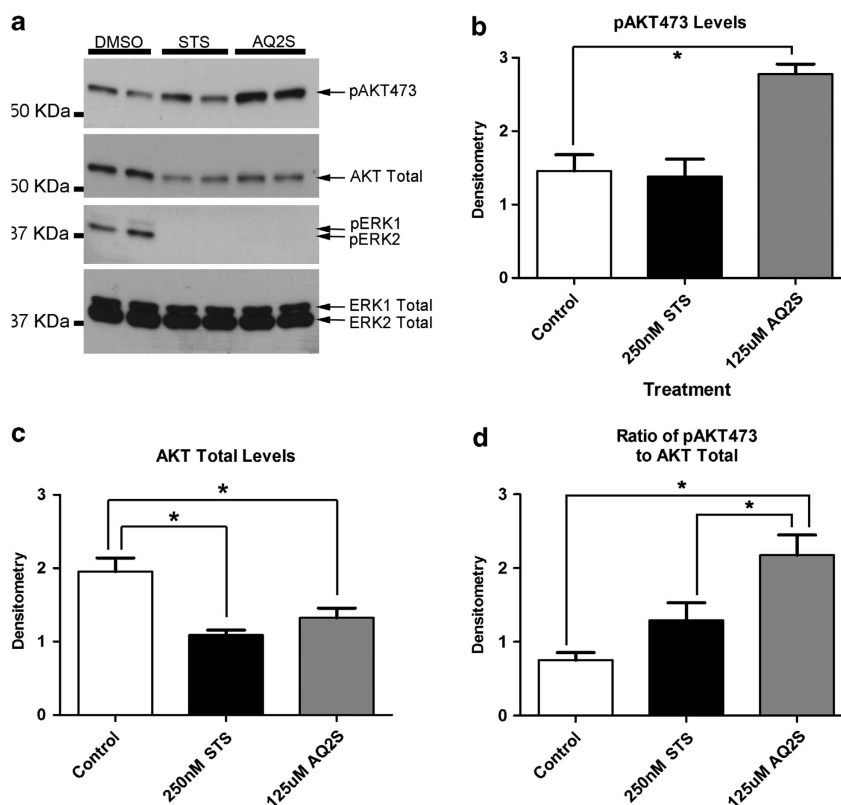 a
DMSO STS AQ2S
pAKT473
50 KDa
AKT Total
50 KDa
pERK1
37 KDa
pERK2
ERK1 Total
37 KDa
ERK2 Total
b
pAKT473 Levels
Densitometry
3
2
1
0
*
Control
250nM STS
125uM AQ2S
Treatment
c
AKT Total Levels
Densitometry
3
2
1
0
*
*
Control
250nM STS
125uM AQ2S
d
Ratio of pAKT473
to AKT Total
Densitometry
3
2
1
0
*
*
Control
250nM STS
125uM AQ2S